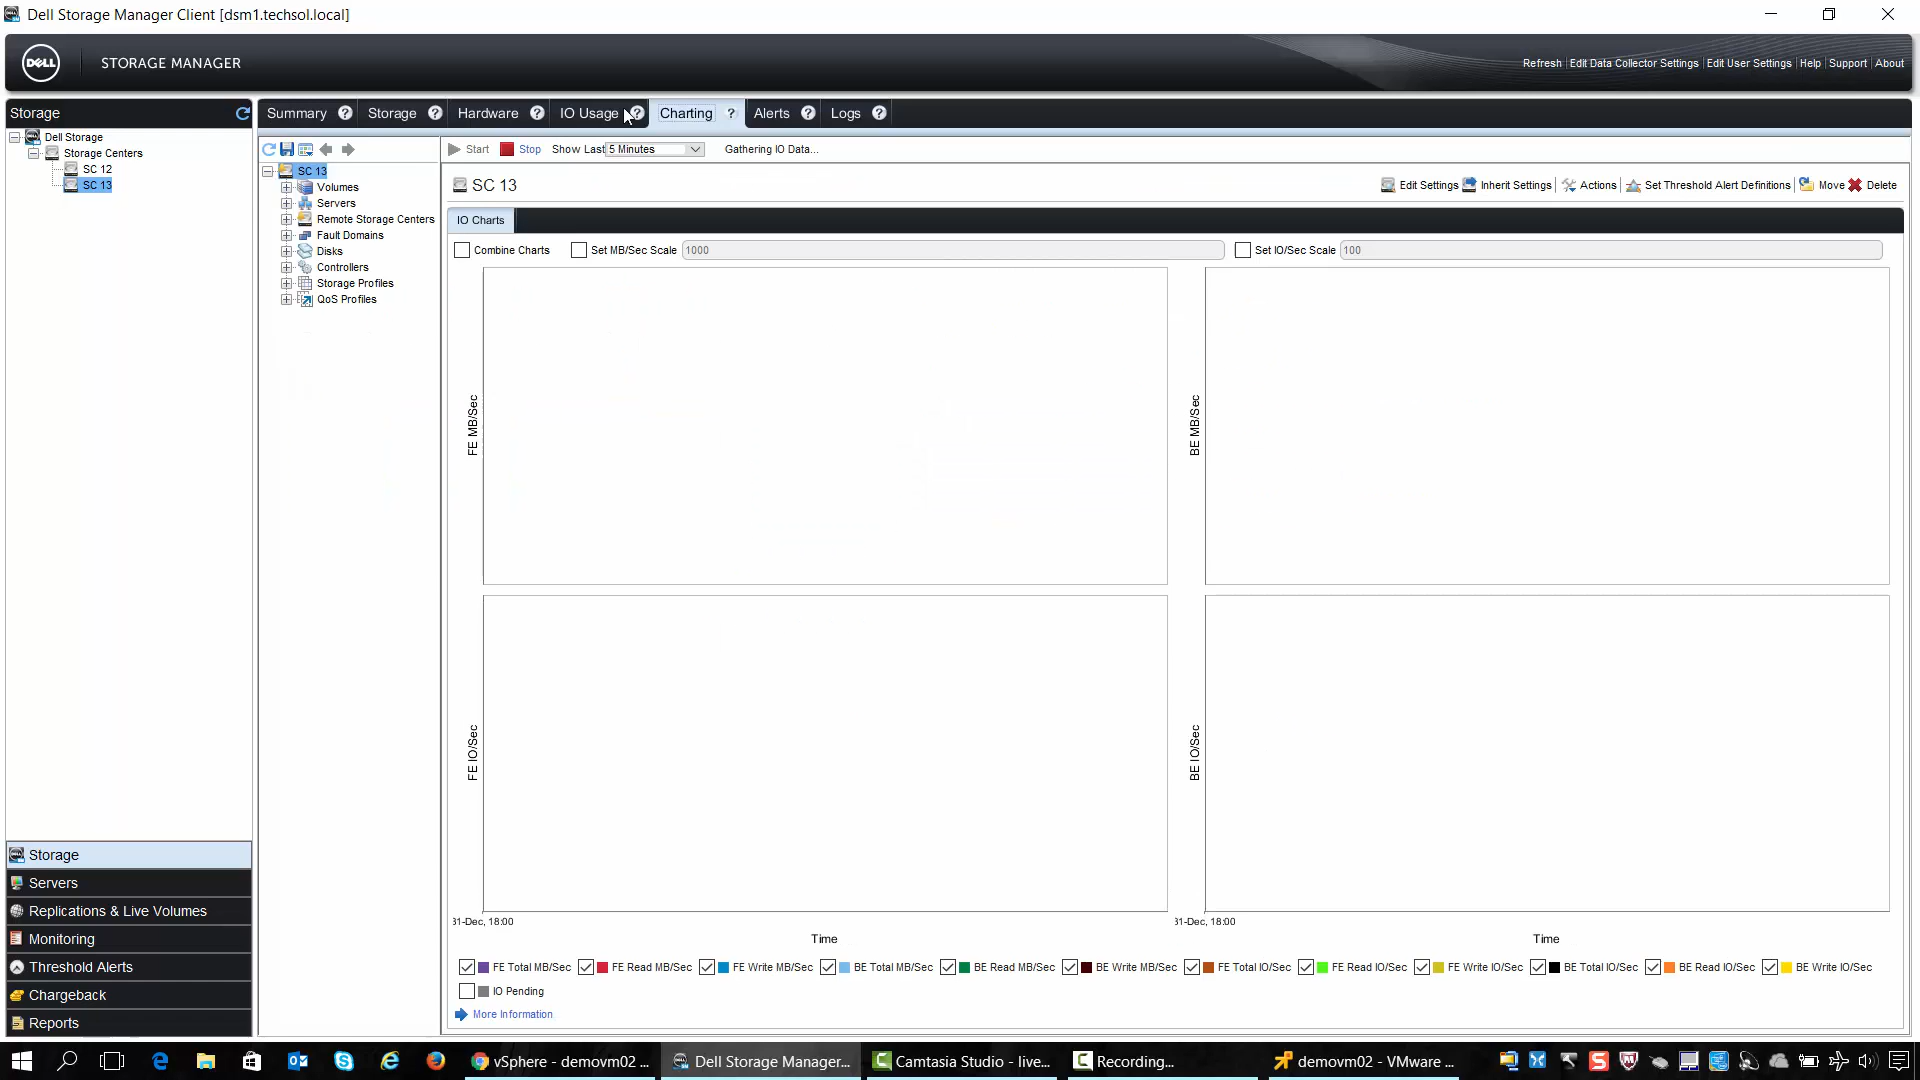 Dell Storage Manager Client [dsm1.techsol.local]
DELL
STORAGE MANAGER
Refresh | Edit Data Collector Settings | Edit User Settings | Help | Support | About
Storage
Dell Storage
Storage Centers
SC 12
SC 13
Summary ? Storage ? Hardware ? IO Usage ? Charting ? Alerts ? Logs ?
Start Stop Show Last 5 Minutes Gathering IO Data...
SC 13
Volumes
Servers
Remote Storage Centers
Fault Domains
Disks
Controllers
Storage Profiles
QoS Profiles
SC 13
Edit Settings Inherit Settings Actions | Set Threshold Alert Definitions | Move Delete
IO Charts
Combine Charts Set MB/Sec Scale 1000 Set IO/Sec Scale 100
FE MB/Sec
BE MB/Sec
FE IO/Sec
BE IO/Sec
31-Dec, 18:00
31-Dec, 18:00
Time
Time
FE Total MB/Sec FE Read MB/Sec FE Write MB/Sec BE Total MB/Sec BE Read MB/Sec BE Write MB/Sec FE Total IO/Sec FE Read IO/Sec FE Write IO/Sec BE Total IO/Sec BE Read IO/Sec BE Write IO/Sec
IO Pending
More Information
Storage
Servers
Replications & Live Volumes
Monitoring
Threshold Alerts
Chargeback
Reports
vSphere - demovm02 ... Dell Storage Manager... Camtasia Studio - live... Recording... demovm02 - VMware ...